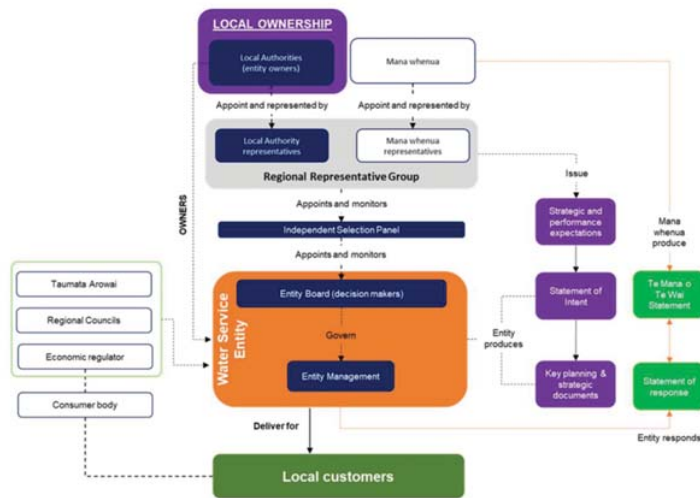 LOCAL OWNERSHIP
Local Authorities
(entity owners)
Mana whenua
Appoint and represented by
Appoint and represented by
Local Authority
representatives
Mana whenua
representatives
Regional Representative Group
Issue
Appoints and monitors
Strategic and
performance
expectations
OWNERS
Independent Selection Panel
Mana
whenua
produce
Appoints and monitors
Taumata Arowai
Regional Councils
Economic regulator
Consumer body
Water Service
Entity
Entity Board (decision makers)
Govern
Entity Management
Statement of
Intent
Te Mana o
Te Wai
Statement
Entity
produces
Key planning &
strategic
documents
Statement of
response
Deliver for
Entity responds
Local customers